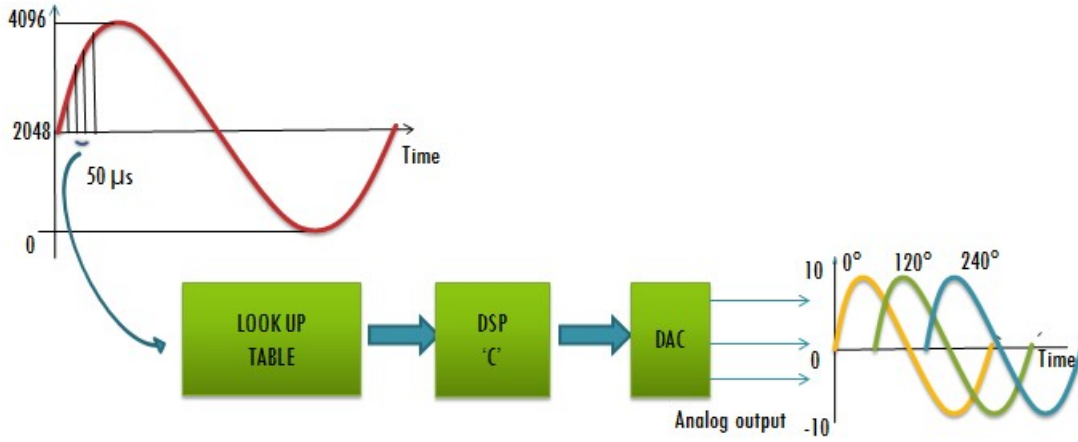 4096
2048
Time
50 µs
0
LOOK UP
TABLE
DSP
'C'
DAC
Analog output
10
0°
120°
240°
0
Time
-10